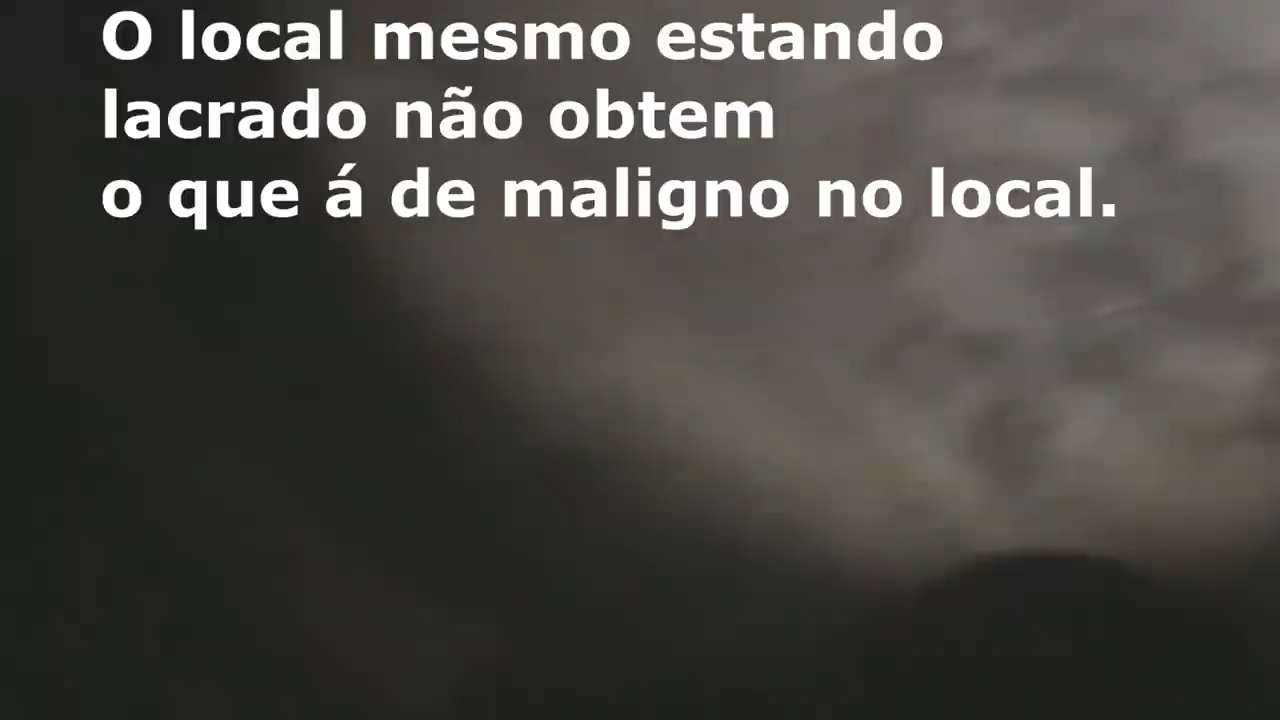 O local mesmo estando
lacrado não obtem
o que á de maligno no local.